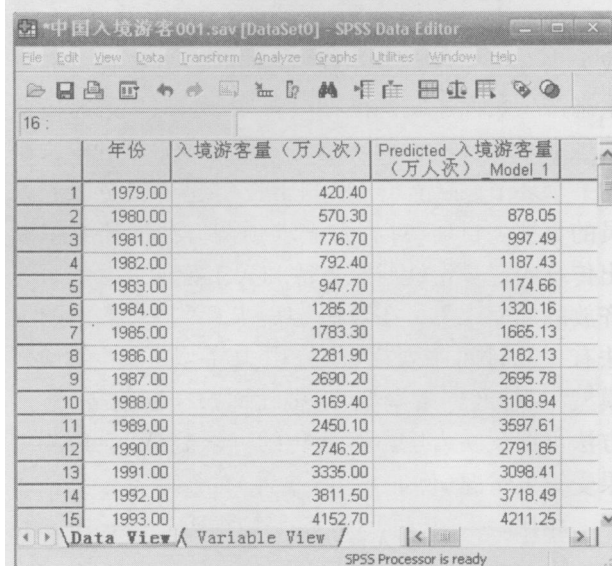 *中国入境游客001.sav [DataSet0] - SPSS Data Editor
File Edit View Data Transform Analyze Graphs Utilities Window Help
16 :
年份 入境游客量（万人次） Predicted_入境游客量（万人次）_Model_1
1 1979.00 420.40 .
2 1980.00 570.30 878.05
3 1981.00 776.70 997.49
4 1982.00 792.40 1187.43
5 1983.00 947.70 1174.66
6 1984.00 1285.20 1320.16
7 1985.00 1783.30 1665.13
8 1986.00 2281.90 2182.13
9 1987.00 2690.20 2695.78
10 1988.00 3169.40 3108.94
11 1989.00 2450.10 3597.61
12 1990.00 2746.20 2791.85
13 1991.00 3335.00 3098.41
14 1992.00 3811.50 3718.49
15 1993.00 4152.70 4211.25
Data View Variable View
SPSS Processor is ready